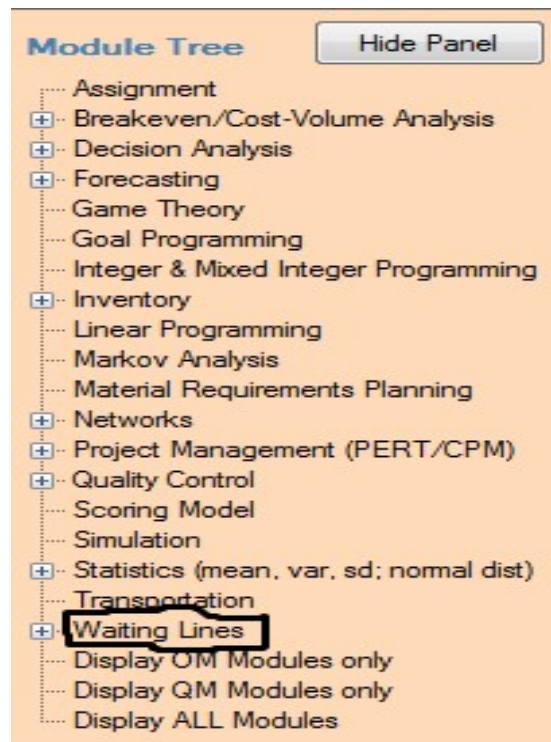 Module Tree
Hide Panel
Assignment
Breakeven/Cost-Volume Analysis
Decision Analysis
Forecasting
Game Theory
Goal Programming
Integer & Mixed Integer Programming
Inventory
Linear Programming
Markov Analysis
Material Requirements Planning
Networks
Project Management (PERT/CPM)
Quality Control
Scoring Model
Simulation
Statistics (mean, var, sd; normal dist)
Transportation
Waiting Lines
Display OM Modules only
Display QM Modules only
Display ALL Modules